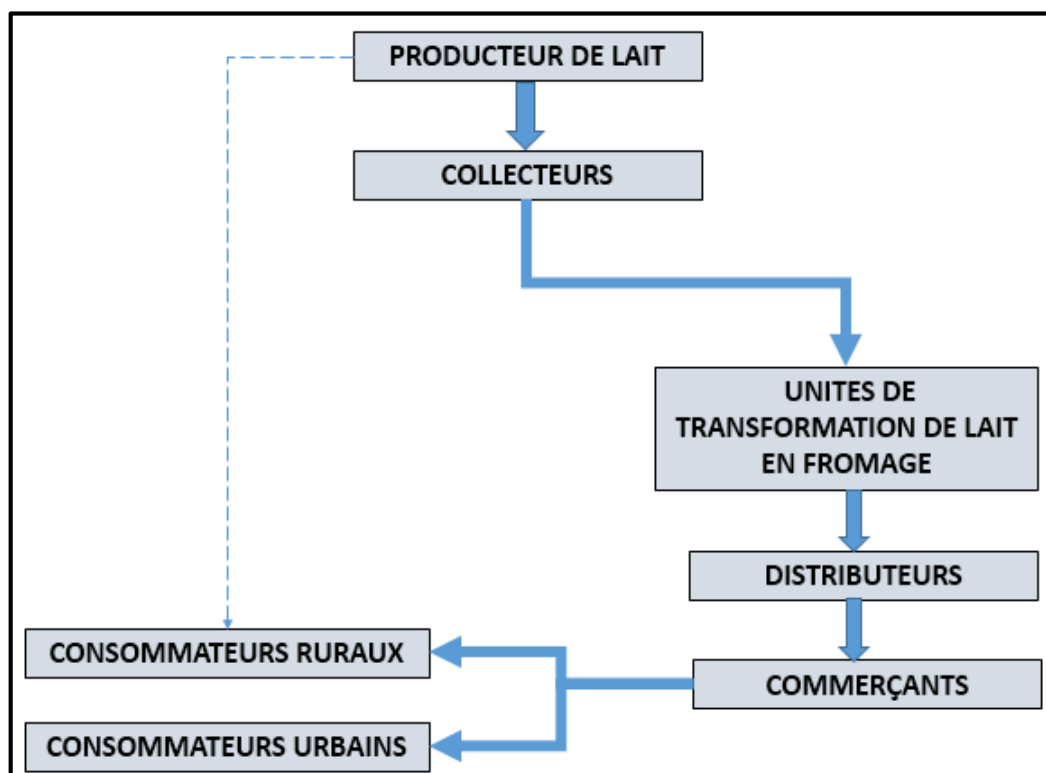 PRODUCTEUR DE LAIT
COLLECTEURS
UNITES DE
TRANSFORMATION DE LAIT
EN FROMAGE
DISTRIBUTEURS
CONSOMMATEURS RURAUX
COMMERÇANTS
CONSOMMATEURS URBAINS